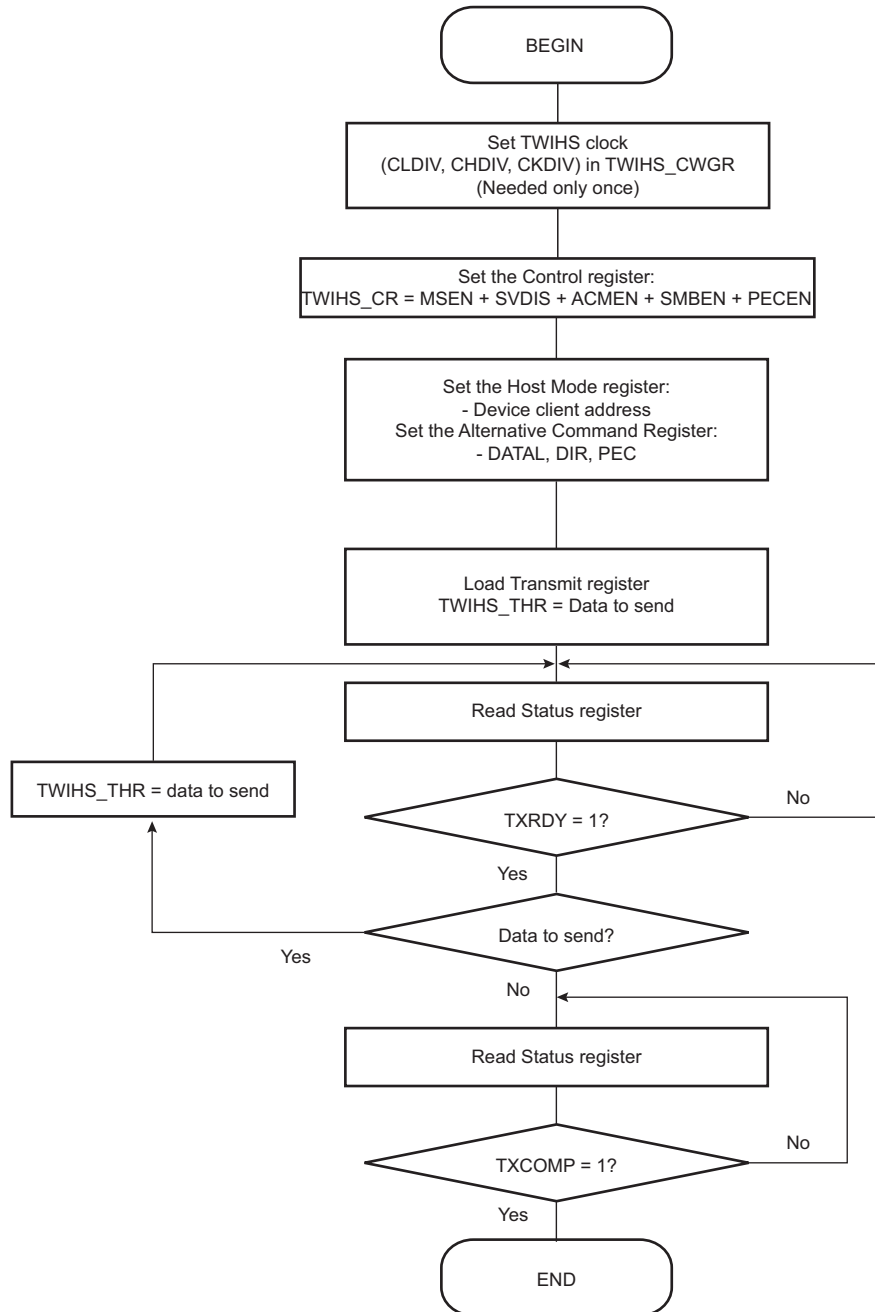 BEGIN
Set TWIHS clock
(CLDIV, CHDIV, CKDIV) in TWIHS_CWGR
(Needed only once)
Set the Control register:
TWIHS_CR = MSEN + SVDIS + ACMEN + SMBEN + PECEN
Set the Host Mode register:
- Device client address
Set the Alternative Command Register:
- DATAL, DIR, PEC
Load Transmit register
TWIHS_THR = Data to send
Read Status register
TWIHS_THR = data to send
TXRDY = 1?
No
Yes
Data to send?
Yes
No
Read Status register
TXCOMP = 1?
No
Yes
END